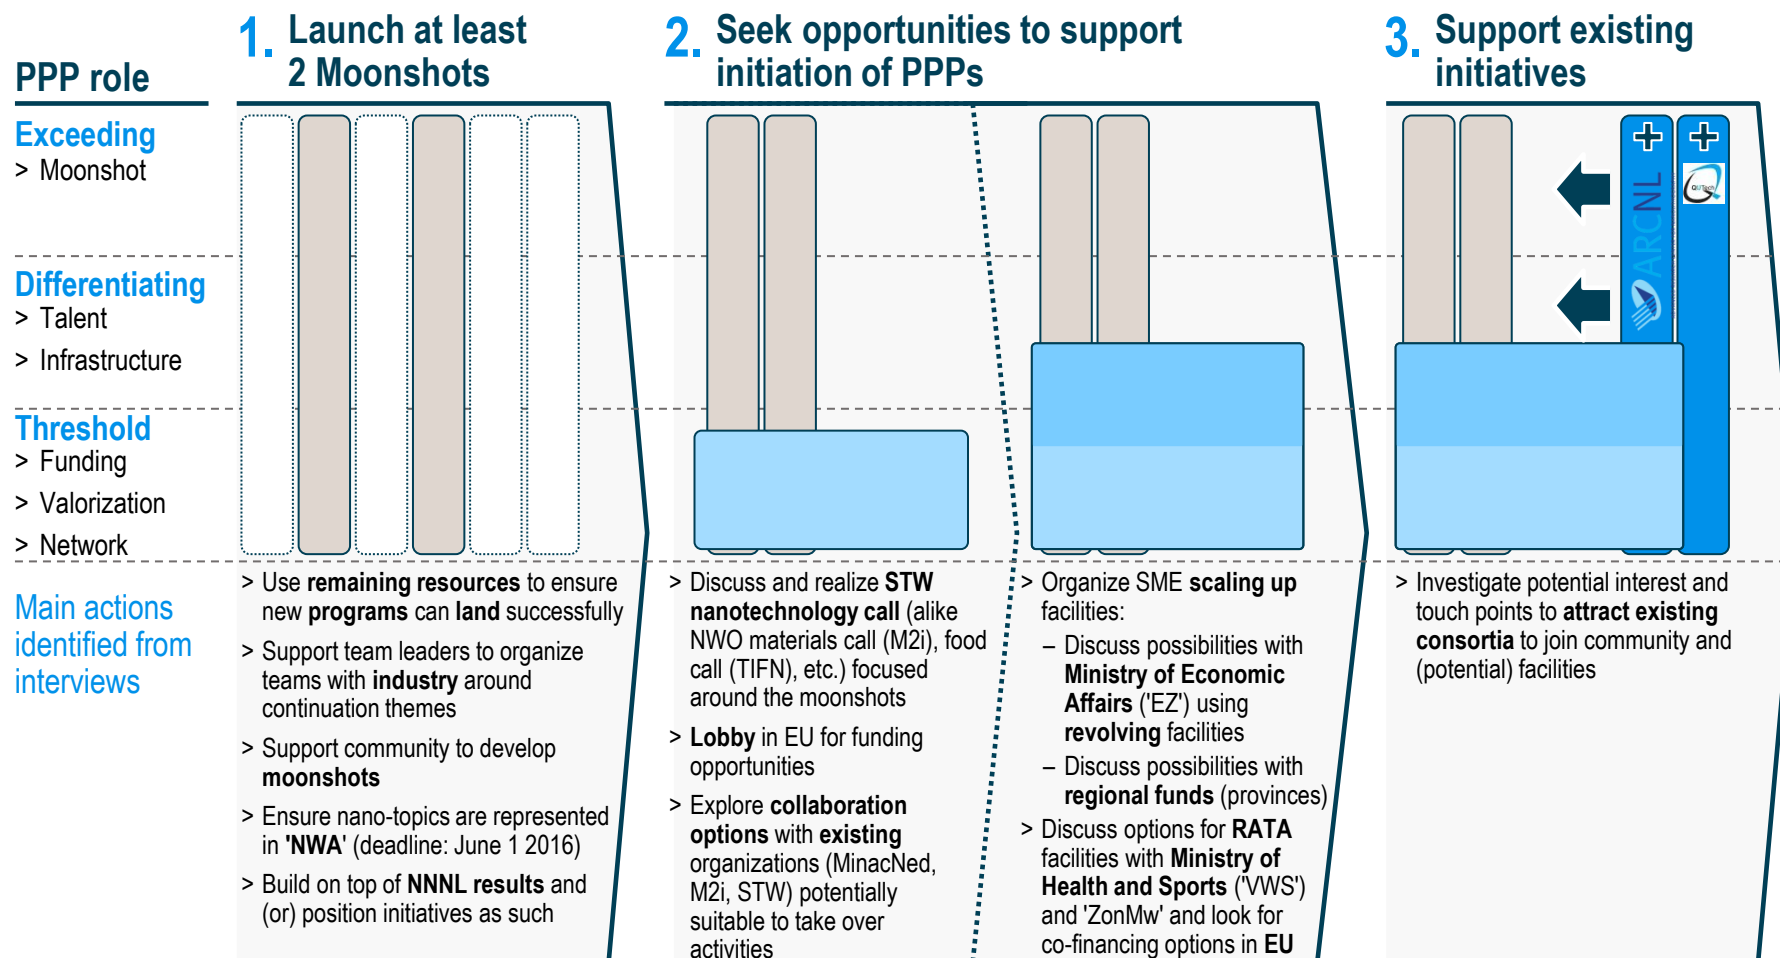 PPP role
1. Launch at least
2 Moonshots
2. Seek opportunities to support
initiation of PPPs
3. Support existing
initiatives
Exceeding
> Moonshot
Differentiating
> Talent
> Infrastructure
Threshold
> Funding
> Valorization
> Network
ARCNL
QUTech
Main actions
identified from
interviews
> Use remaining resources to ensure
new programs can land successfully
> Support team leaders to organize
teams with industry around
continuation themes
> Support community to develop
moonshots
> Ensure nano-topics are represented
in 'NWA' (deadline: June 1 2016)
> Build on top of NNNL results and
(or) position initiatives as such
> Discuss and realize STW
nanotechnology call (alike
NWO materials call (M2i), food
call (TIFN), etc.) focused
around the moonshots
> Lobby in EU for funding
opportunities
> Explore collaboration
options with existing
organizations (MinacNed,
M2i, STW) potentially
suitable to take over
activities
> Organize SME scaling up
facilities:
– Discuss possibilities with
Ministry of Economic
Affairs ('EZ') using
revolving facilities
– Discuss possibilities with
regional funds (provinces)
> Discuss options for RATA
facilities with Ministry of
Health and Sports ('VWS')
and 'ZonMw' and look for
co-financing options in EU
> Investigate potential interest and
touch points to attract existing
consortia to join community and
(potential) facilities